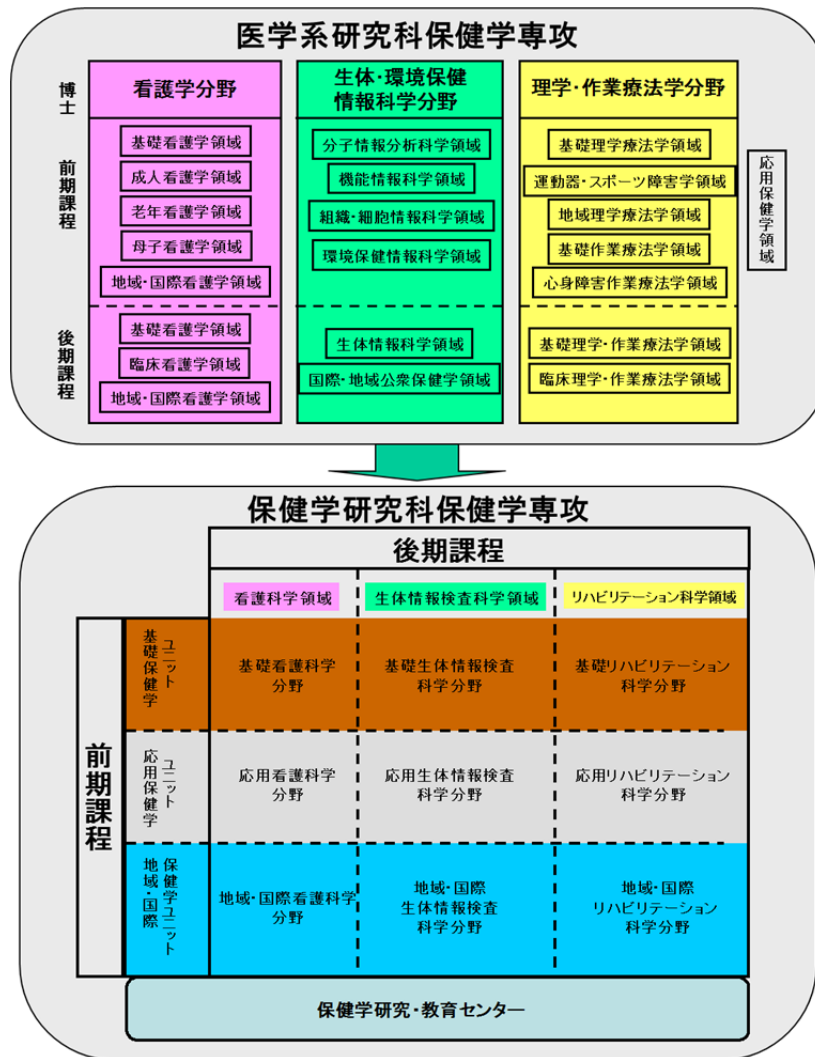 医学系研究科保健学専攻
博士
前期課程
後期課程
看護学分野
基礎看護学領域
成人看護学領域
老年看護学領域
母子看護学領域
地域・国際看護学領域
基礎看護学領域
臨床看護学領域
地域・国際看護学領域
生体・環境保健
情報科学分野
分子情報分析科学領域
機能情報科学領域
組織・細胞情報科学領域
環境保健情報科学領域
生体情報科学領域
国際・地域公衆保健学領域
理学・作業療法学分野
基礎理学療法学領域
運動器・スポーツ障害学領域
地域理学療法学領域
基礎作業療法学領域
心身障害作業療法学領域
基礎理学・作業療法学領域
臨床理学・作業療法学領域
応用保健学領域
保健学研究科保健学専攻
後期課程
看護科学領域
生体情報検査科学領域
リハビリテーション科学領域
前期課程
基礎保健学
ユニット
基礎看護科学
分野
基礎生体情報検査
科学分野
基礎リハビリテーション
科学分野
応用保健学
ユニット
応用看護科学
分野
応用生体情報検査
科学分野
応用リハビリテーション
科学分野
地域・国際
保健学ユニット
地域・国際看護科学
分野
地域・国際
生体情報検査
科学分野
地域・国際
リハビリテーション
科学分野
保健学研究・教育センター